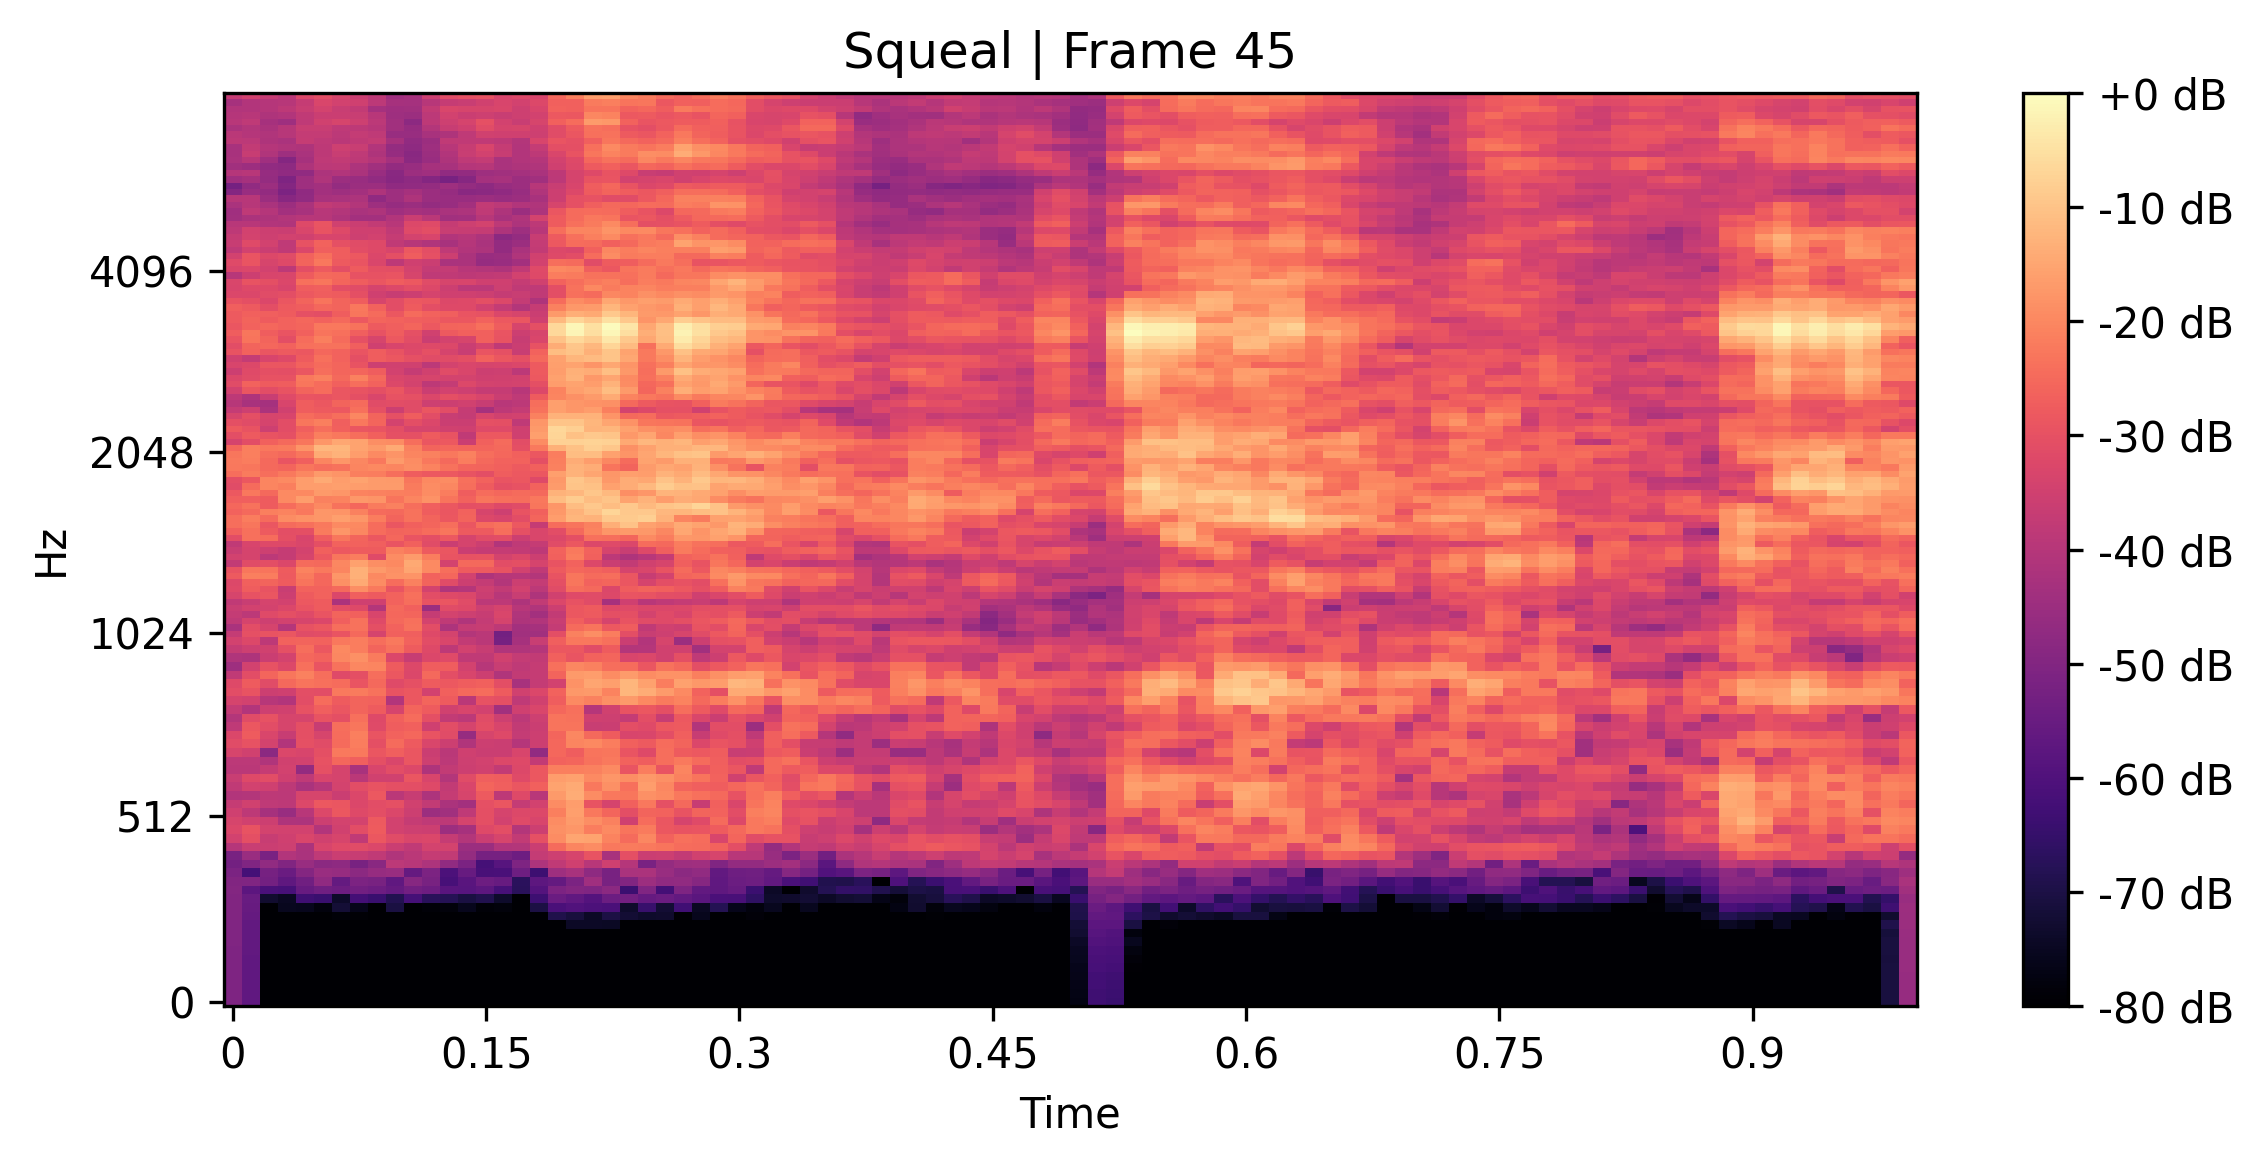 Squeal | Frame 45
Hz
4096
2048
1024
512
0
0 0.15 0.3 0.45 0.6 0.75 0.9
Time
+0 dB
-10 dB
-20 dB
-30 dB
-40 dB
-50 dB
-60 dB
-70 dB
-80 dB